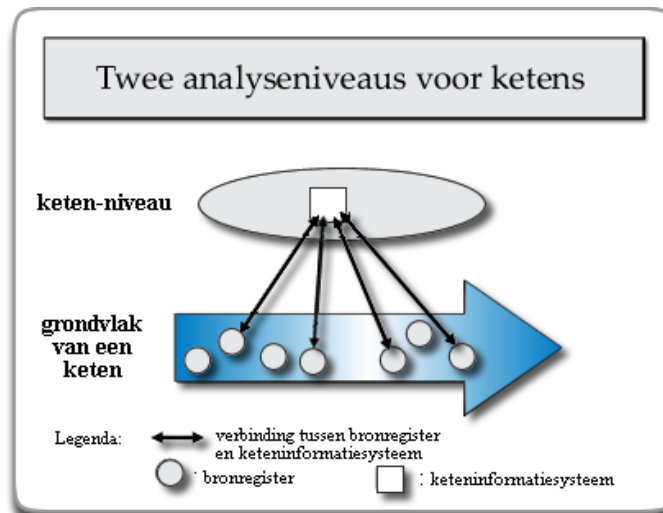 Twee analyseniveaus voor ketens
keten-niveau
grondvlak
van een
keten
Legenda:
verbinding tussen bronregister
en keteninformatiesysteem
: bronregister
: keteninformatiesysteem